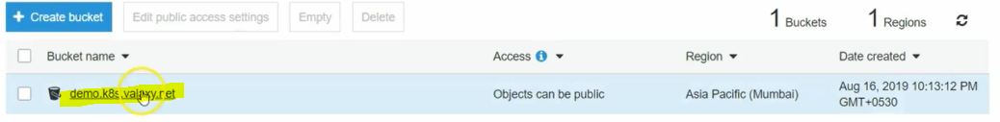 + Create bucket Edit public access settings Empty Delete 1 Buckets 1 Regions
Bucket name Access Region Date created
demo.k8s.valaxy.net Objects can be public Asia Pacific (Mumbai) Aug 16, 2019 10:13:12 PM
GMT+0530